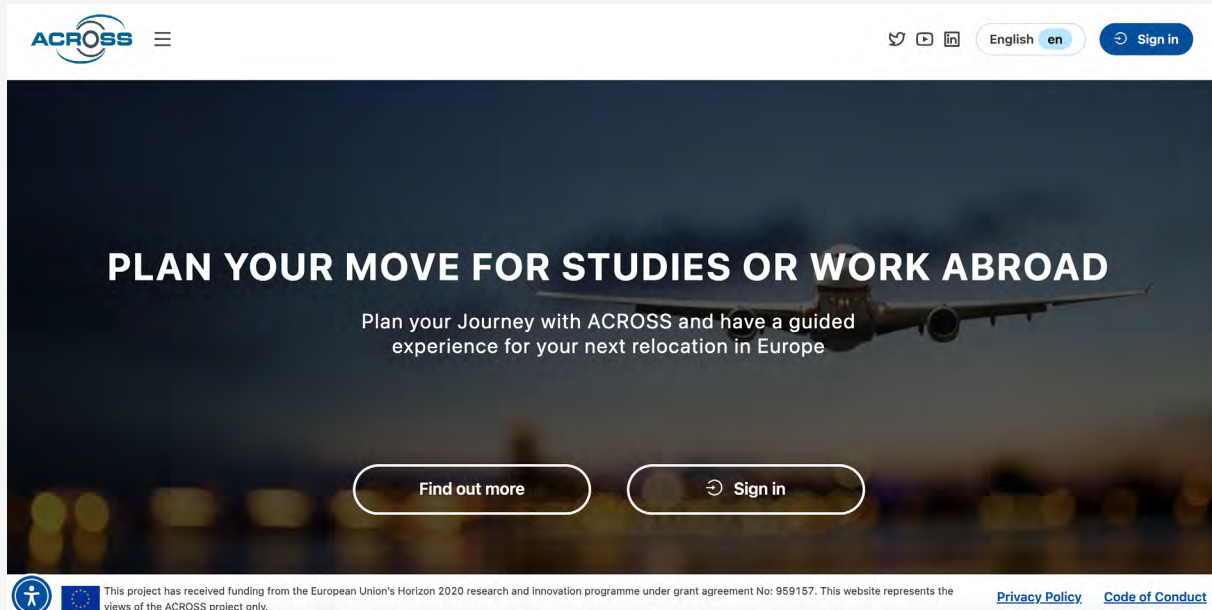 ACROSS
English en
Sign in
PLAN YOUR MOVE FOR STUDIES OR WORK ABROAD
Plan your Journey with ACROSS and have a guided
experience for your next relocation in Europe
Find out more
Sign in
This project has received funding from the European Union's Horizon 2020 research and innovation programme under grant agreement No: 959157. This website represents the
views of the ACROSS project only.
Privacy Policy Code of Conduct